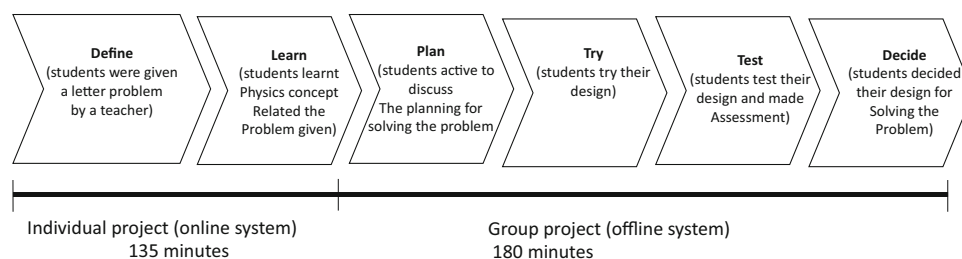 Define
(students were given
a letter problem
by a teacher)
Learn
(students learnt
Physics concept
Related the
Problem given)
Plan
(students active to
discuss
The planning for
solving the problem
Try
(students try their
design)
Test
(students test their
design and made
Assessment)
Decide
(students decided
their design for
Solving the
Problem)
Individual project (online system)
135 minutes
Group project (offline system)
180 minutes